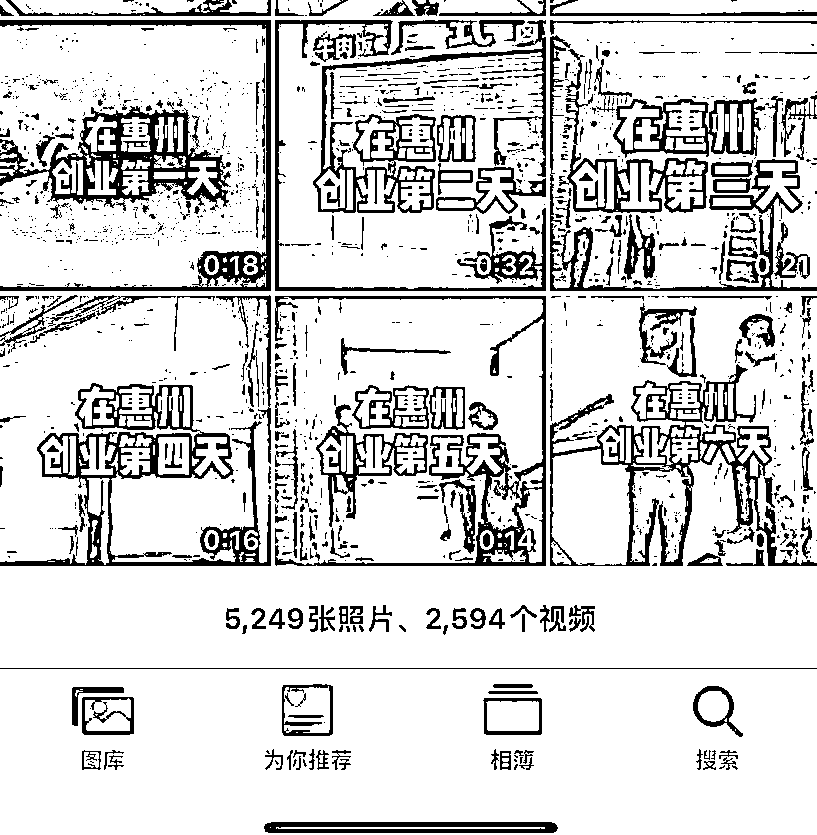 牛肉饭
式
在惠州
创业第一天
0:18
在惠州
创业第二天
0:32
在惠州
创业第三天
0:21
在惠州
创业第四天
0:16
在惠州
创业第五天
0:14
在惠州
创业第六天
5,249张照片、2,594个视频
图库
为你推荐
相簿
搜索